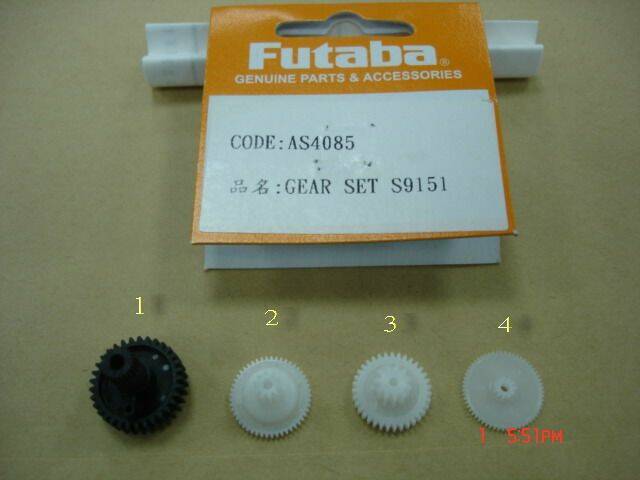 Futaba®
GENUINE PARTS & ACCESSORIES
CODE:AS4085
品名:GEAR SET S9151
1 2 3 4
1 5:51PM